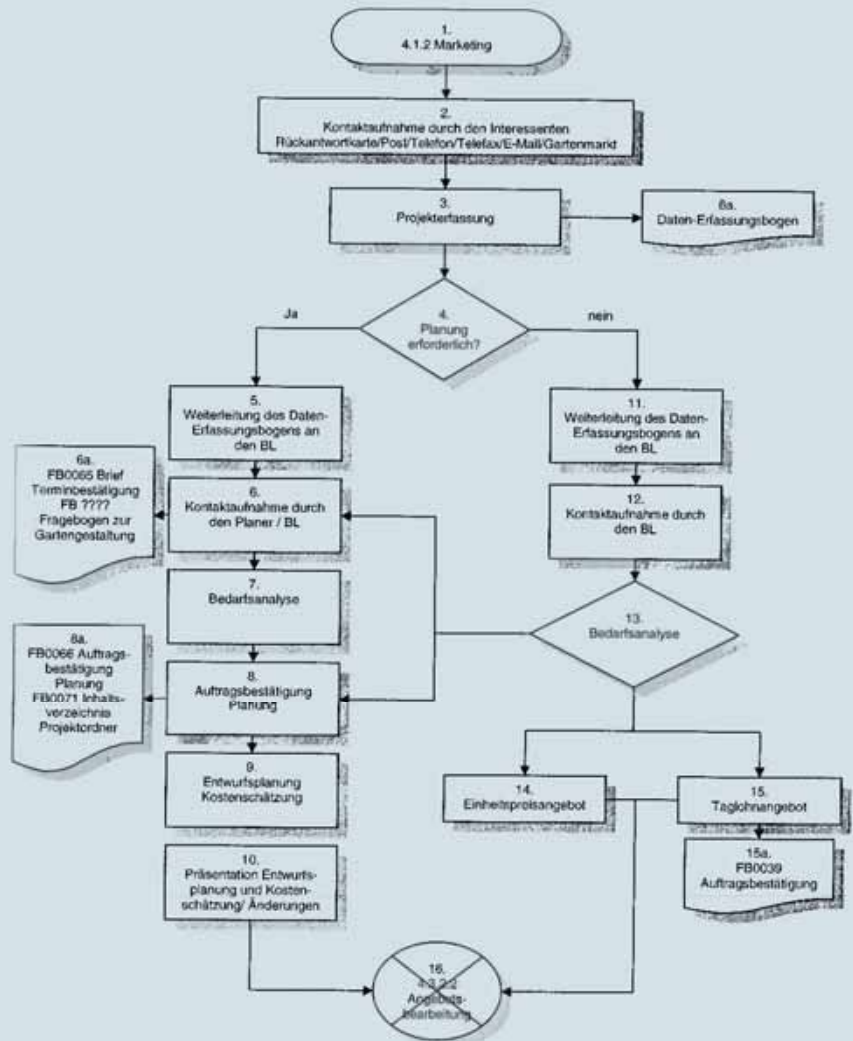 1.
4.1.2 Marketing
2.
Kontaktaufnahme durch den Interessenten
Rückantwortkarte/Post/Telefon/Telefax/E-Mail/Gartenmarkt
3.
Projekterfassung
6a.
Daten-Erfassungsbogen
4.
Planung
erforderlich?
Ja
nein
5.
Weiterleitung des Daten-
Erfassungsbogens an
den BL
11.
Weiterleitung des Daten-
Erfassungsbogens an
den BL
6a.
FB0065 Brief
Terminbestätigung
FB ????
Fragebogen zur
Gartengestaltung
6.
Kontaktaufnahme durch
den Planer / BL
12.
Kontaktaufnahme durch
den BL
7.
Bedarfsanalyse
13.
Bedarfsanalyse
8a.
FB0066 Auftrags-
bestätigung
Planung
FB0071 Inhalts-
verzeichnis
Projektordner
8.
Auftragsbestätigung
Planung
9.
Entwurfsplanung
Kostenschätzung
14.
Einheitspreisangebot
15.
Taglohnangebot
10.
Präsentation Entwurfs-
planung und Kosten-
schätzung/ Änderungen
15a.
FB0039
Auftragsbestätigung
16.
4.3.2.2
Angebots-
bearbeitung